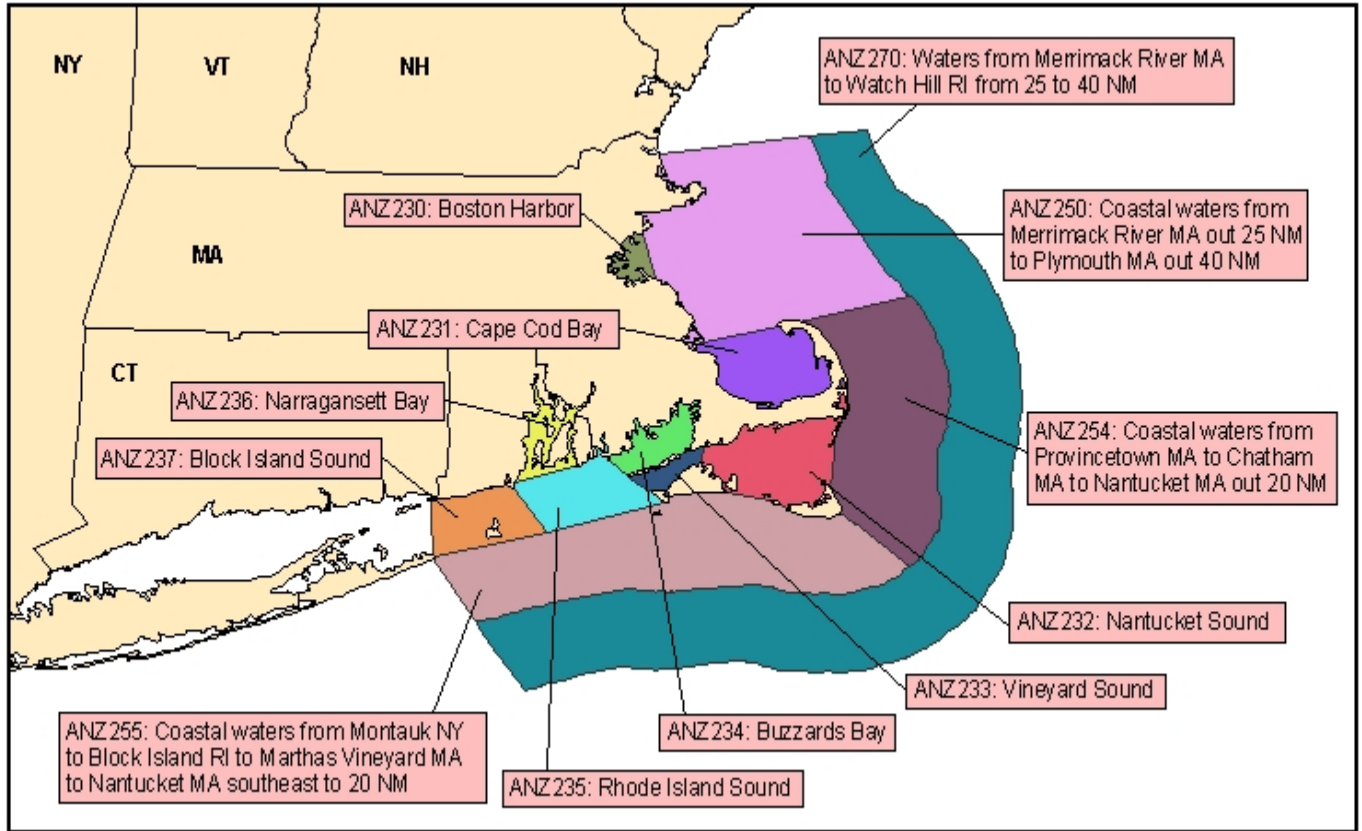 NY
VT
NH
ANZ270: Waters from Merrimack River MA
to Watch Hill RI from 25 to 40 NM
ANZ230: Boston Harbor
ANZ250: Coastal waters from
Merrimack River MA out 25 NM
to Plymouth MA out 40 NM
MA
ANZ231: Cape Cod Bay
CT
ANZ236: Narragansett Bay
ANZ237: Block Island Sound
ANZ254: Coastal waters from
Provincetown MA to Chatham
MA to Nantucket MA out 20 NM
ANZ232: Nantucket Sound
ANZ233: Vineyard Sound
ANZ234: Buzzards Bay
ANZ255: Coastal waters from Montauk NY
to Block Island RI to Marthas Vineyard MA
to Nantucket MA southeast to 20 NM
ANZ235: Rhode Island Sound